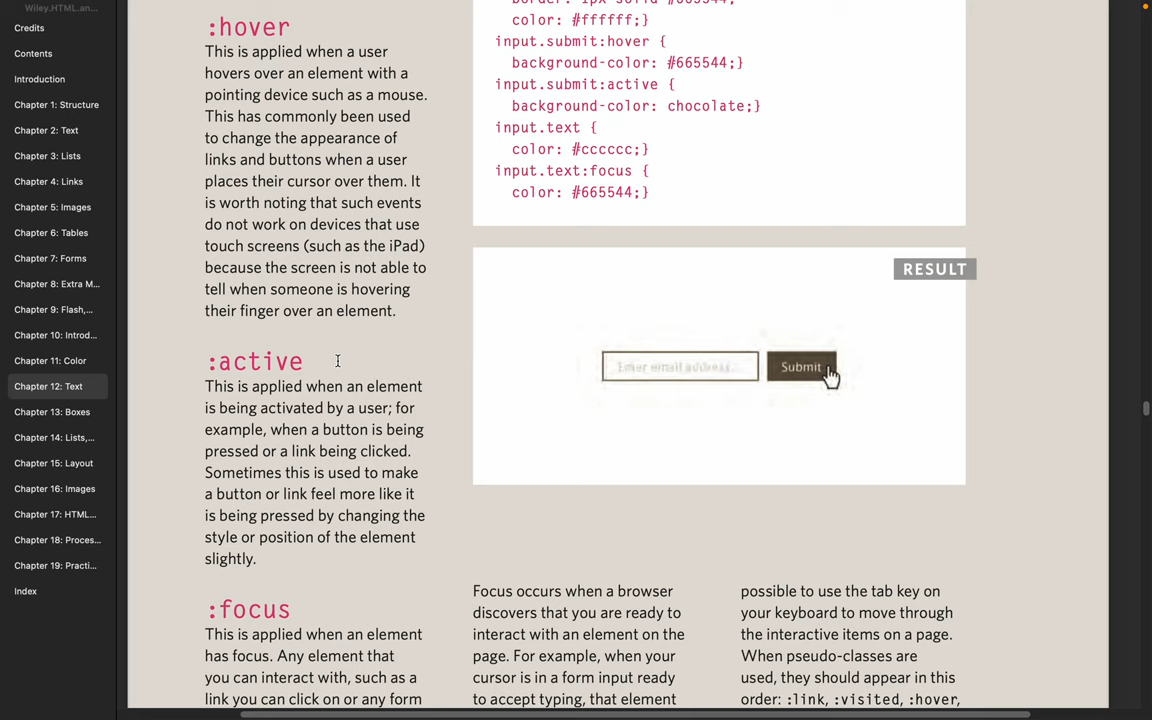 Wiley.HTML.an...
Credits
Contents
Introduction
Chapter 1: Structure
Chapter 2: Text
Chapter 3: Lists
Chapter 4: Links
Chapter 5: Images
Chapter 6: Tables
Chapter 7: Forms
Chapter 8: Extra M...
Chapter 9: Flash,...
Chapter 10: Introd...
Chapter 11: Color
Chapter 12: Text
Chapter 13: Boxes
Chapter 14: Lists,...
Chapter 15: Layout
Chapter 16: Images
Chapter 17: HTML...
Chapter 18: Proces...
Chapter 19: Practi...
Index
:hover
This is applied when a user
hovers over an element with a
pointing device such as a mouse.
This has commonly been used
to change the appearance of
links and buttons when a user
places their cursor over them. It
is worth noting that such events
do not work on devices that use
touch screens (such as the iPad)
because the screen is not able to
tell when someone is hovering
their finger over an element.
:active
This is applied when an element
is being activated by a user; for
example, when a button is being
pressed or a link being clicked.
Sometimes this is used to make
a button or link feel more like it
is being pressed by changing the
style or position of the element
slightly.
:focus
This is applied when an element
has focus. Any element that
you can interact with, such as a
link you can click on or any form
border: 1px solid #665544;
color: #ffffff;}
input.submit:hover {
background-color: #665544;}
input.submit:active {
background-color: chocolate;}
input.text {
color: #cccccc;}
input.text:focus {
color: #665544;}
RESULT
Enter email address...
Submit
Focus occurs when a browser
discovers that you are ready to
interact with an element on the
page. For example, when your
cursor is in a form input ready
to accept typing, that element
possible to use the tab key on
your keyboard to move through
the interactive items on a page.
When pseudo-classes are
used, they should appear in this
order: :link, :visited, :hover,